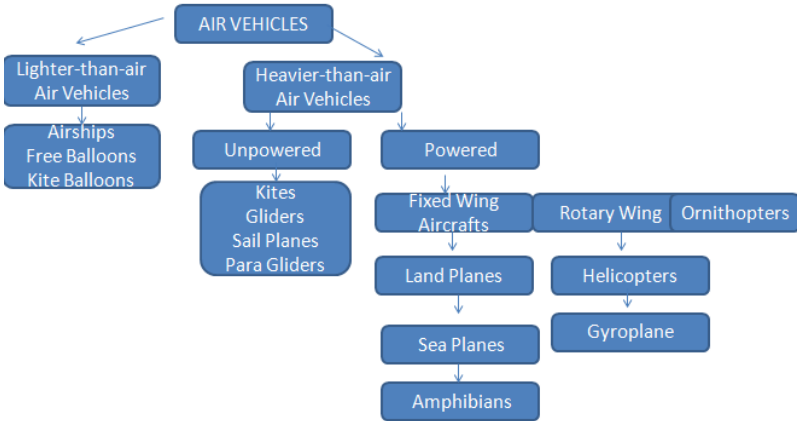 AIR VEHICLES
Lighter-than-air
Air Vehicles
Heavier-than-air
Air Vehicles
Airships
Free Balloons
Kite Balloons
Unpowered
Powered
Kites
Gliders
Sail Planes
Para Gliders
Fixed Wing
Aircrafts
Rotary Wing
Ornithopters
Land Planes
Helicopters
Sea Planes
Gyroplane
Amphibians